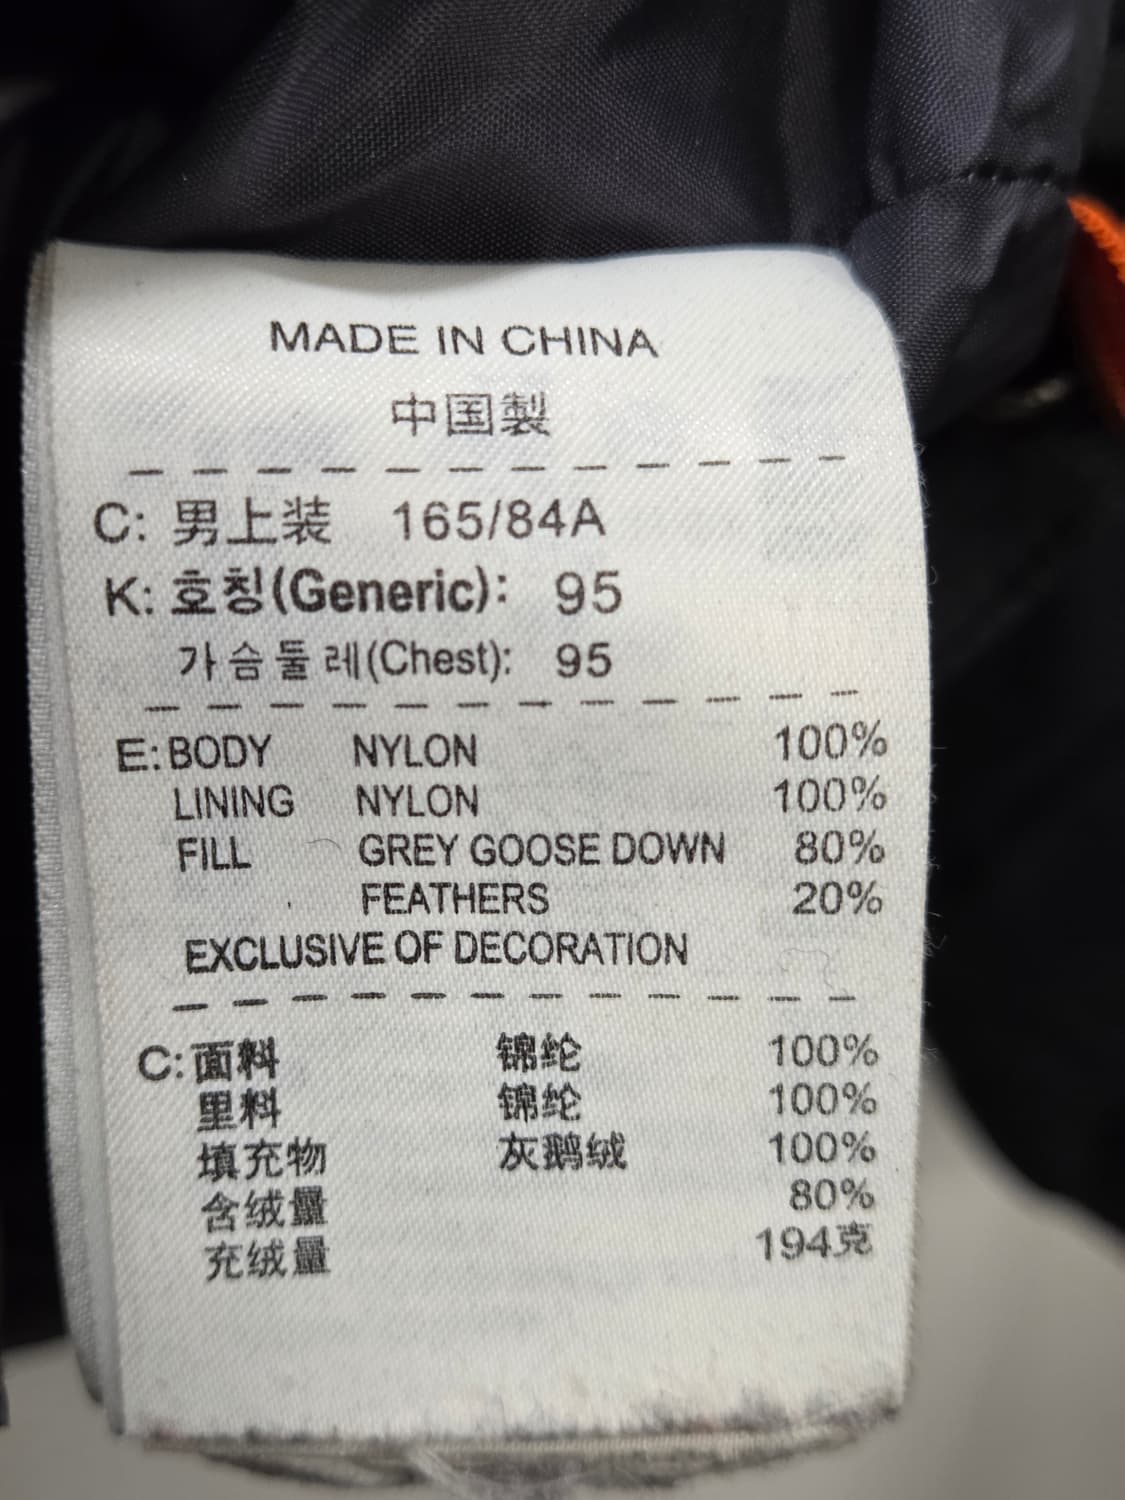 MADE IN CHINA
中国製
C: 男上装 165/84A
K: 호칭(Generic): 95
가슴둘레(Chest): 95
E: BODY NYLON 100%
LINING NYLON 100%
FILL GREY GOOSE DOWN 80%
FEATHERS 20%
EXCLUSIVE OF DECORATION
C: 面料 锦纶 100%
里料 锦纶 100%
填充物 灰鹅绒 100%
含绒量 80%
充绒量 194克